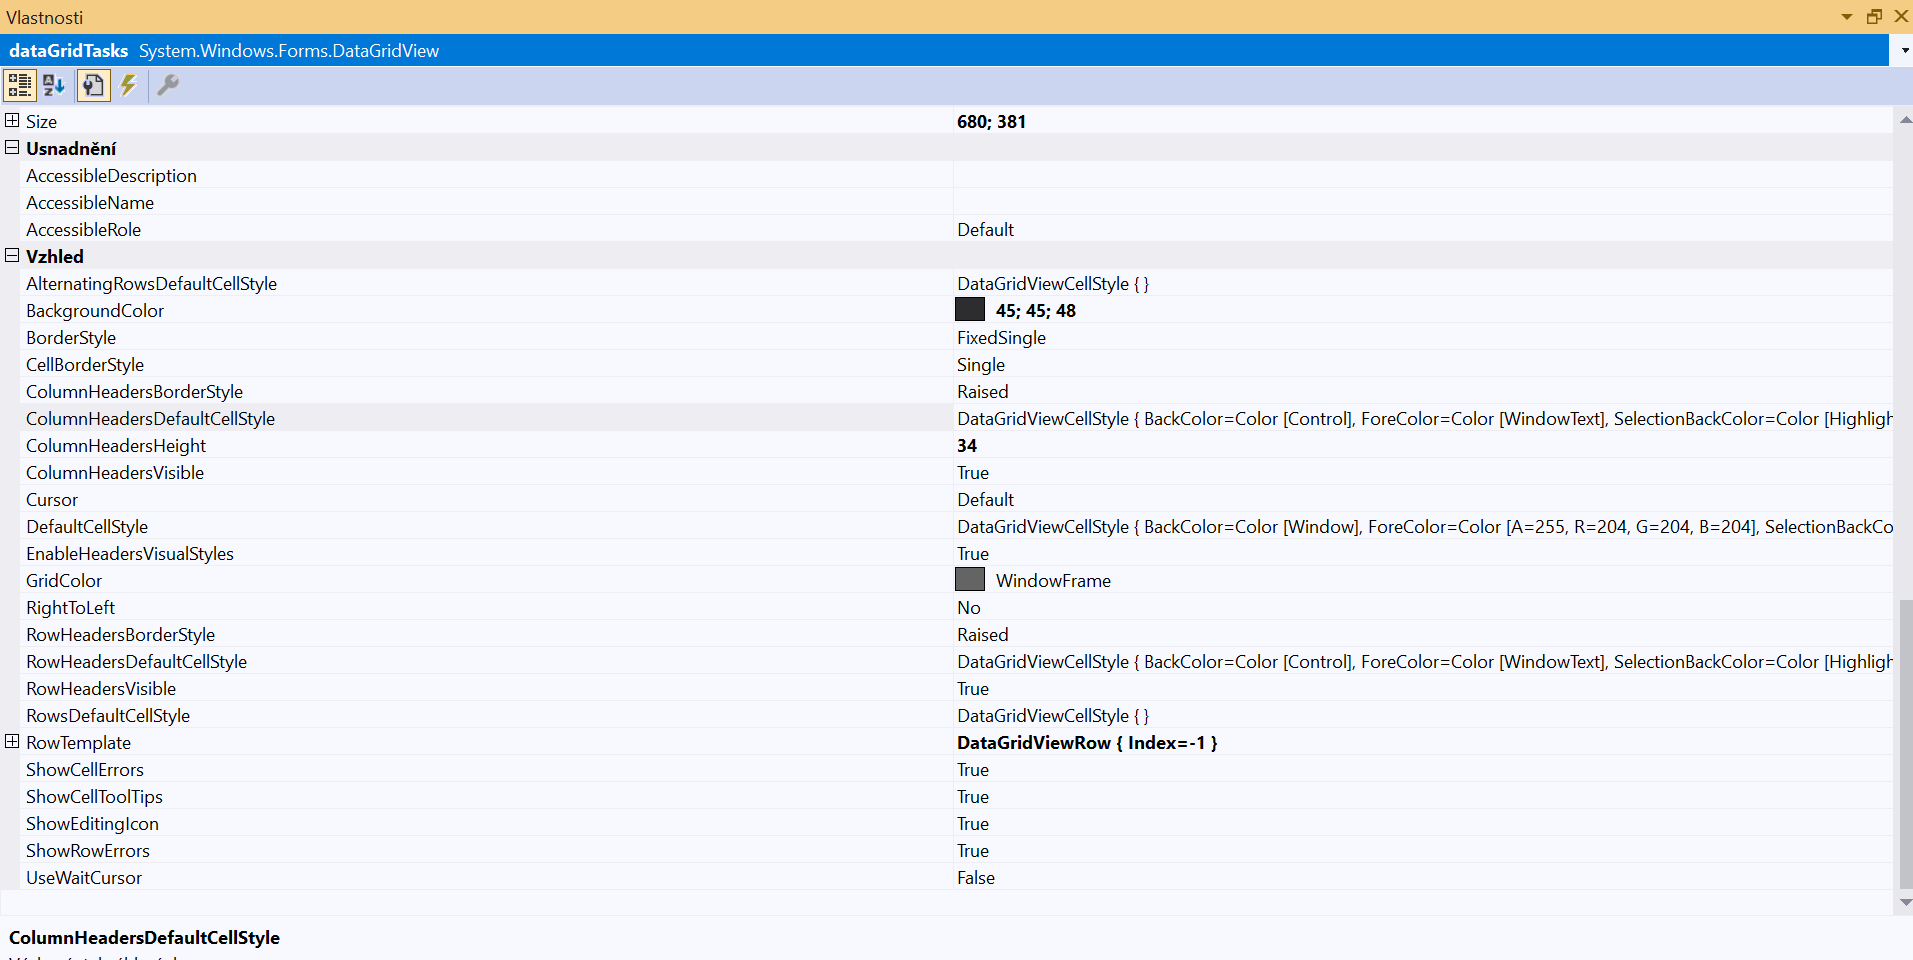 Vlastnosti
dataGridTasks System.Windows.Forms.DataGridView
Size 680; 381
Usnadnění
AccessibleDescription
AccessibleName
AccessibleRole Default
Vzhled
AlternatingRowsDefaultCellStyle DataGridViewCellStyle { }
BackgroundColor 45; 45; 48
BorderStyle FixedSingle
CellBorderStyle Single
ColumnHeadersBorderStyle Raised
ColumnHeadersDefaultCellStyle DataGridViewCellStyle { BackColor=Color [Control], ForeColor=Color [WindowText], SelectionBackColor=Color [Highligh
ColumnHeadersHeight 34
ColumnHeadersVisible True
Cursor Default
DefaultCellStyle DataGridViewCellStyle { BackColor=Color [Window], ForeColor=Color [A=255, R=204, G=204, B=204], SelectionBackCo
EnableHeadersVisualStyles True
GridColor WindowFrame
RightToLeft No
RowHeadersBorderStyle Raised
RowHeadersDefaultCellStyle DataGridViewCellStyle { BackColor=Color [Control], ForeColor=Color [WindowText], SelectionBackColor=Color [Highligh
RowHeadersVisible True
RowsDefaultCellStyle DataGridViewCellStyle { }
RowTemplate DataGridViewRow { Index=-1 }
ShowCellErrors True
ShowCellToolTips True
ShowEditingIcon True
ShowRowErrors True
UseWaitCursor False
ColumnHeadersDefaultCellStyle